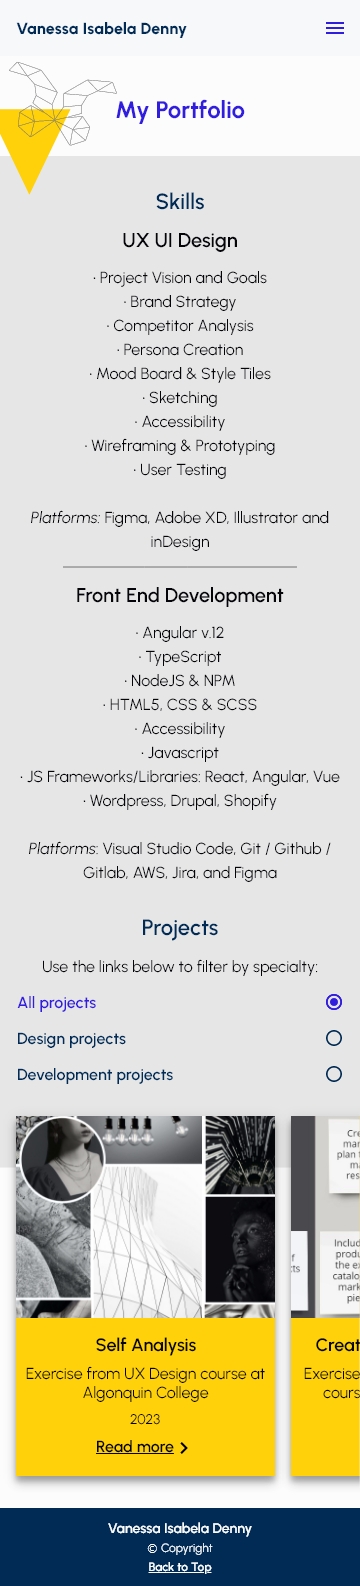 Vanessa Isabela Denny
My Portfolio
Skills
UX UI Design
· Project Vision and Goals
· Brand Strategy
· Competitor Analysis
· Persona Creation
· Mood Board & Style Tiles
· Sketching
· Accessibility
· Wireframing & Prototyping
· User Testing
Platforms: Figma, Adobe XD, Illustrator and
inDesign
Front End Development
· Angular v.12
· TypeScript
· NodeJS & NPM
· HTML5, CSS & SCSS
· Accessibility
· Javascript
· JS Frameworks/Libraries: React, Angular, Vue
· Wordpress, Drupal, Shopify
Platforms: Visual Studio Code, Git / Github /
Gitlab, AWS, Jira, and Figma
Projects
Use the links below to filter by specialty:
All projects
Design projects
Development projects
Self Analysis
Exercise from UX Design course at
Algonquin College
2023
Read more
Creat
Exercise
cours
Vanessa Isabela Denny
© Copyright
Back to Top